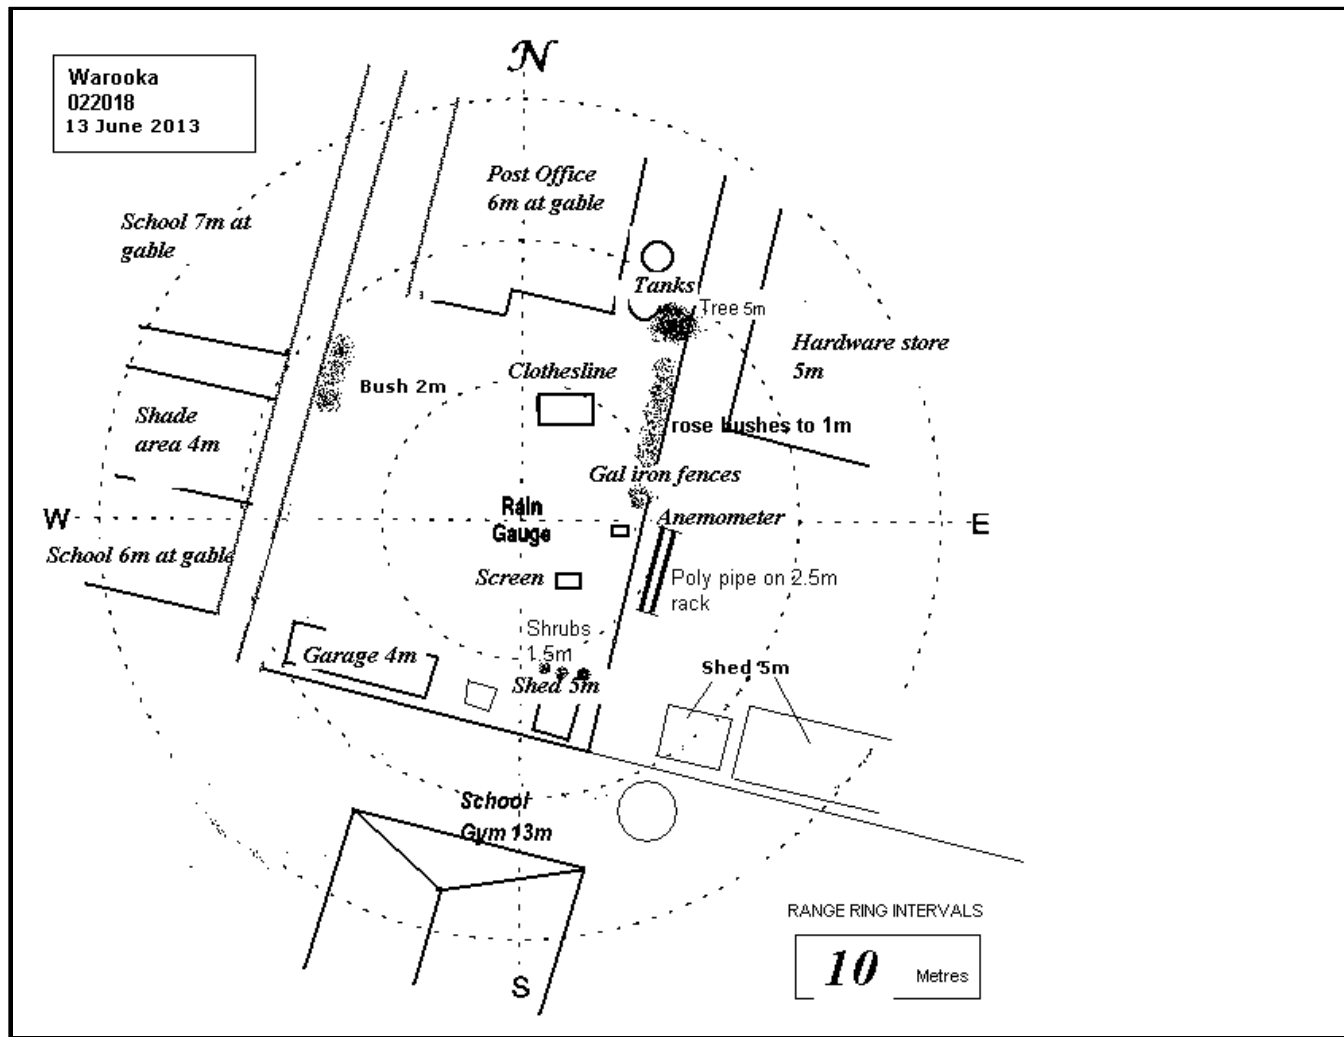 N
Warooka
022018
13 June 2013
Post Office
6m at gable
School 7m at
gable
Tanks
Tree 5m
Hardware store
5m
Clothesline
Bush 2m
Shade
area 4m
rose bushes to 1m
Gal iron fences
Rain
Gauge
W
Anemometer
E
School 6m at gable
Screen
Poly pipe on 2.5m
rack
Shrubs
1.5m
Garage 4m
Shed 5m
Shed 5m
School
Gym 13m
S
RANGE RING INTERVALS
10 Metres